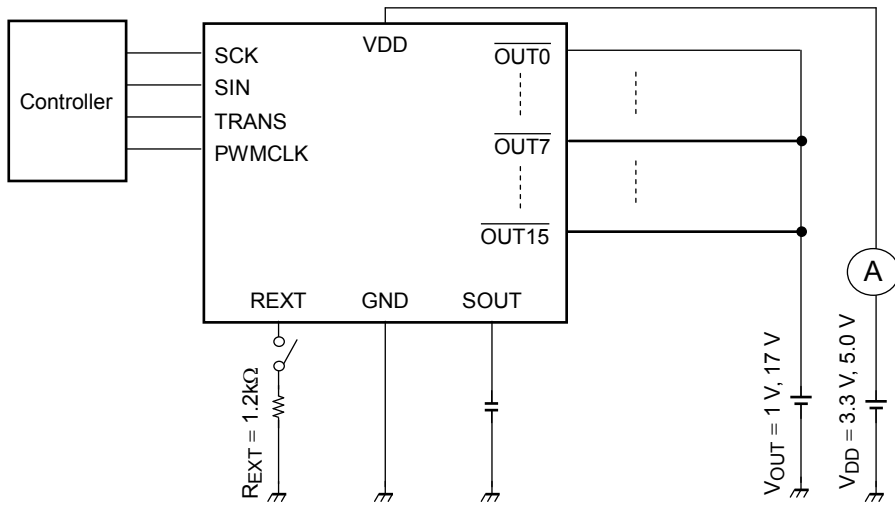 Controller
SCK
SIN
TRANS
PWMCLK
VDD
OUT0
OUT7
OUT15
REXT
GND
SOUT
A
REXT = 1.2kΩ
VOUT = 1 V, 17 V
VDD = 3.3 V, 5.0 V